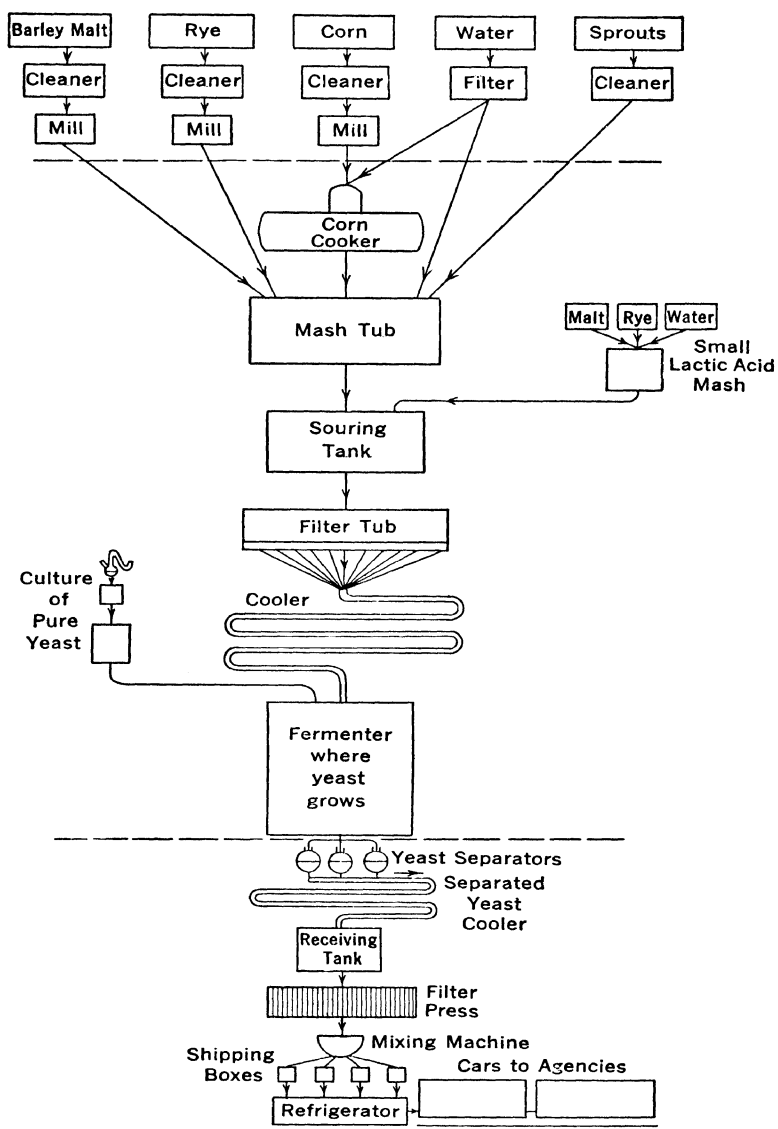 Barley Malt
Rye
Corn
Water
Sprouts
Cleaner
Cleaner
Cleaner
Filter
Cleaner
Mill
Mill
Mill
Corn
Cooker
Mash Tub
Malt
Rye
Water
Small
Lactic Acid
Mash
Souring
Tank
Filter Tub
Culture
of
Pure
Yeast
Cooler
Fermenter
where
yeast
grows
Yeast Separators
Separated
Yeast
Cooler
Receiving
Tank
Filter
Press
Mixing Machine
Shipping
Boxes
Cars to Agencies
Refrigerator